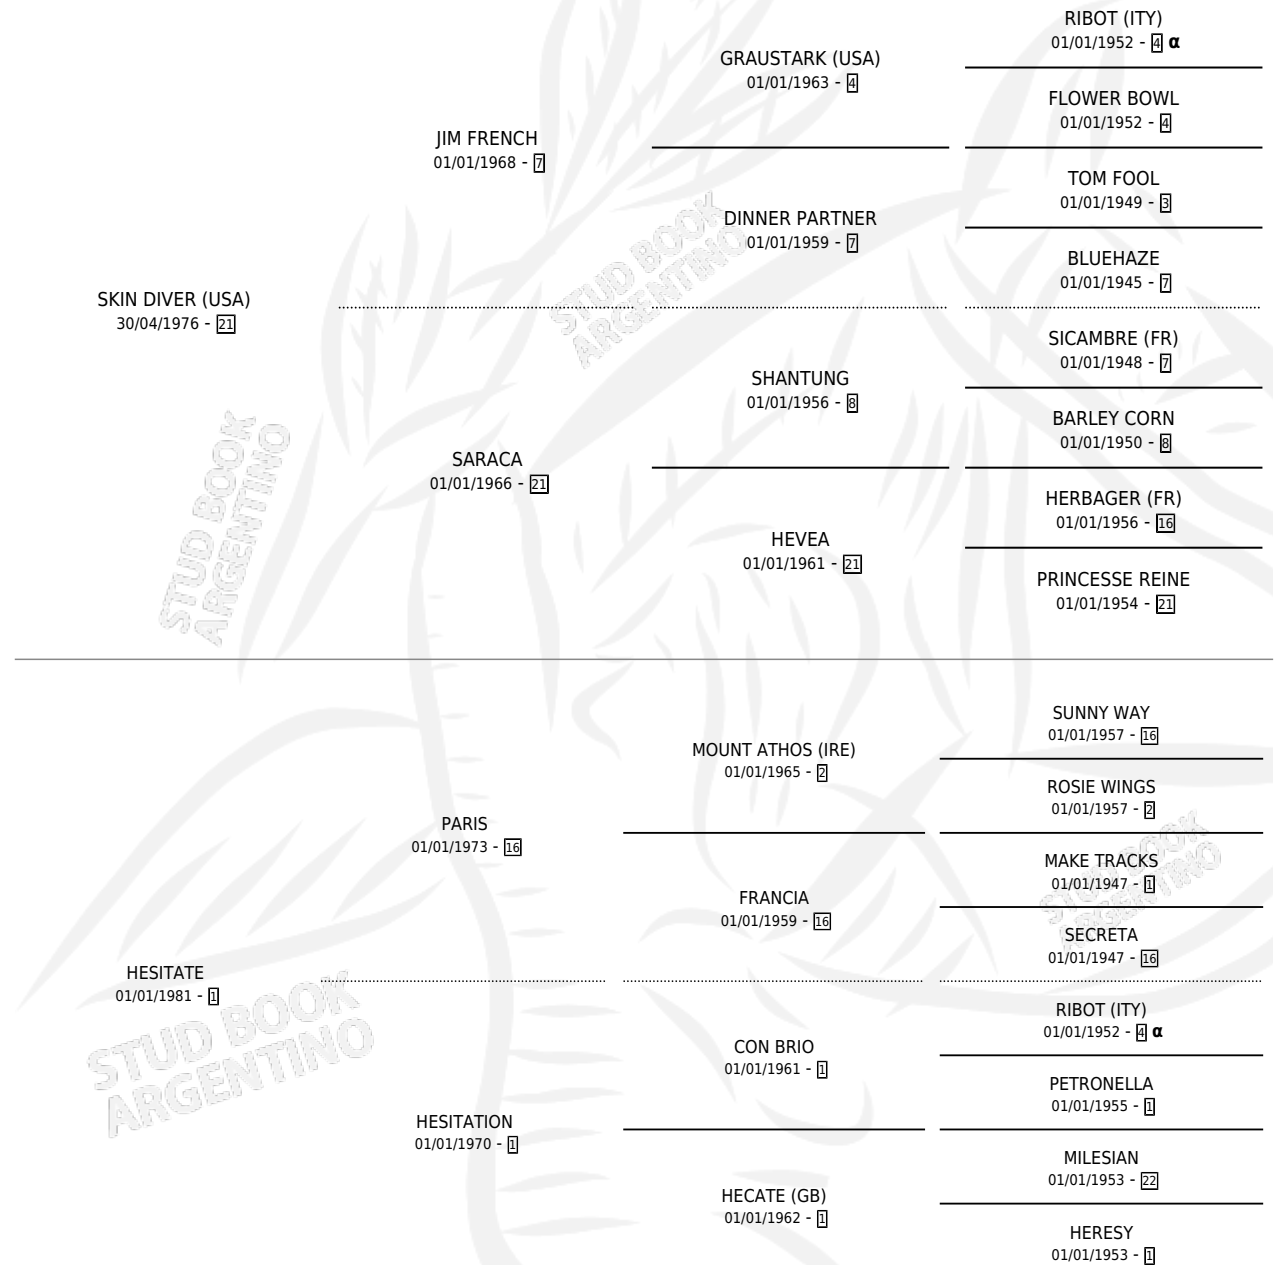 RIBOT (ITY)
01/01/1952 - 4 α
GRAUSTARK (USA)
01/01/1963 - 4
FLOWER BOWL
01/01/1952 - 4
JIM FRENCH
01/01/1968 - 7
TOM FOOL
01/01/1949 - 3
DINNER PARTNER
01/01/1959 - 7
BLUEHAZE
01/01/1945 - 7
SKIN DIVER (USA)
30/04/1976 - 21
SICAMBRE (FR)
01/01/1948 - 7
SHANTUNG
01/01/1956 - 8
BARLEY CORN
01/01/1950 - 8
SARACA
01/01/1966 - 21
HERBAGER (FR)
01/01/1956 - 16
HEVEA
01/01/1961 - 21
PRINCESSE REINE
01/01/1954 - 21
SUNNY WAY
01/01/1957 - 16
MOUNT ATHOS (IRE)
01/01/1965 - 2
ROSIE WINGS
01/01/1957 - 2
PARIS
01/01/1973 - 16
MAKE TRACKS
01/01/1947 - 1
FRANCIA
01/01/1959 - 16
SECRETA
01/01/1947 - 16
HESITATE
01/01/1981 - 1
RIBOT (ITY)
01/01/1952 - 4 α
CON BRIO
01/01/1961 - 1
PETRONELLA
01/01/1955 - 1
HESITATION
01/01/1970 - 1
MILESIAN
01/01/1953 - 22
HECATE (GB)
01/01/1962 - 1
HERESY
01/01/1953 - 1
STUD BOOK
ARGENTINO
STUD BOOK
ARGENTINO
STUD BOOK
ARGENTINO
STUD BOOK
ARGENTINO